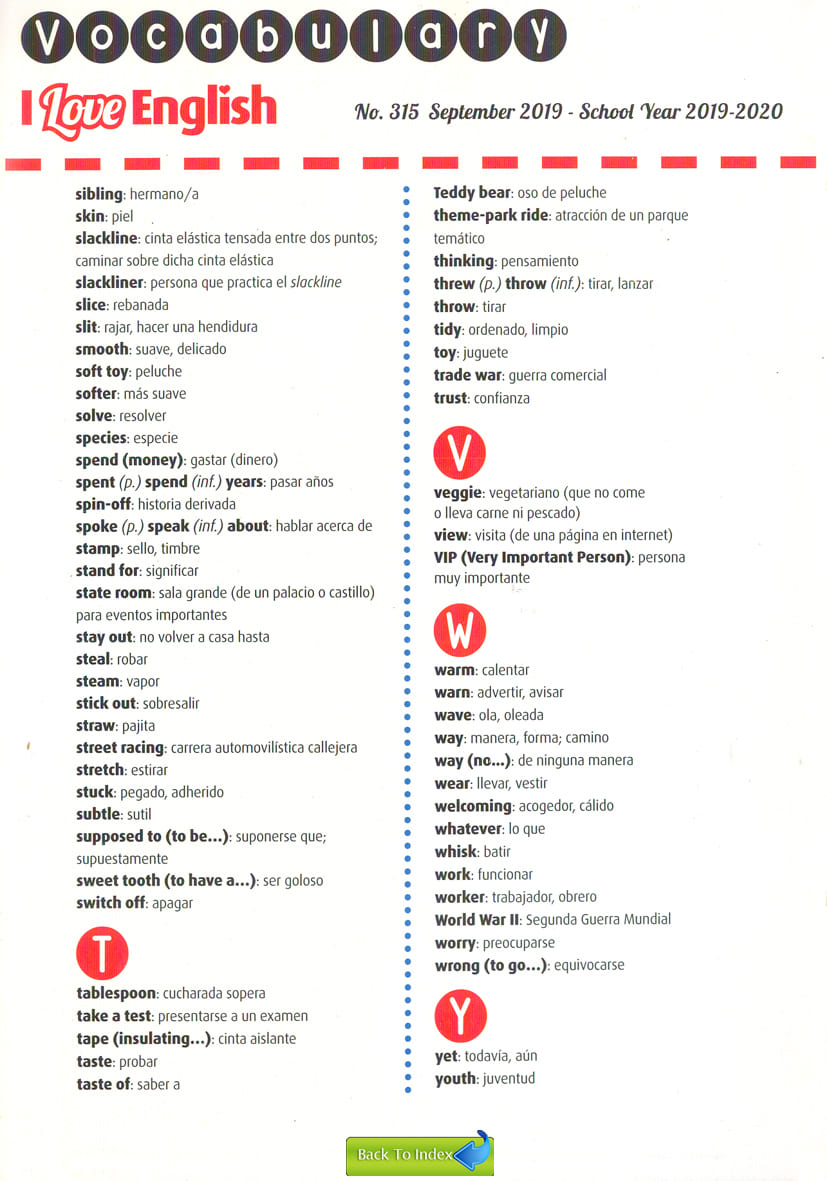 Vocabulary
I Love English
No. 315 September 2019 - School Year 2019-2020
sibling: hermano/a
skin: piel
slackline: cinta elástica tensada entre dos puntos;
caminar sobre dicha cinta elástica
slackliner: persona que practica el slackline
slice: rebanada
slit: rajar, hacer una hendidura
smooth: suave, delicado
soft toy: peluche
softer: más suave
solve: resolver
species: especie
spend (money): gastar (dinero)
spent (p.) spend (inf.) years: pasar años
spin-off: historia derivada
spoke (p.) speak (inf.) about: hablar acerca de
stamp: sello, timbre
stand for: significar
state room: sala grande (de un palacio o castillo)
para eventos importantes
stay out: no volver a casa hasta
steal: robar
steam: vapor
stick out: sobresalir
straw: pajita
street racing: carrera automovilística callejera
stretch: estirar
stuck: pegado, adherido
subtle: sutil
supposed to (to be...): suponerse que;
supuestamente
sweet tooth (to have a...): ser goloso
switch off: apagar
T
tablespoon: cucharada sopera
take a test: presentarse a un examen
tape (insulating...): cinta aislante
taste: probar
taste of: saber a
Teddy bear: oso de peluche
theme-park ride: atracción de un parque
temático
thinking: pensamiento
threw (p.) throw (inf.): tirar, lanzar
throw: tirar
tidy: ordenado, limpio
toy: juguete
trade war: guerra comercial
trust: confianza
V
veggie: vegetariano (que no come
o lleva carne ni pescado)
view: visita (de una página en internet)
VIP (Very Important Person): persona
muy importante
W
warm: calentar
warn: advertir, avisar
wave: ola, oleada
way: manera, forma; camino
way (no...): de ninguna manera
wear: llevar, vestir
welcoming: acogedor, cálido
whatever: lo que
whisk: batir
work: funcionar
worker: trabajador, obrero
World War II: Segunda Guerra Mundial
worry: preocuparse
wrong (to go...): equivocarse
Y
yet: todavía, aún
youth: juventud
Back To Index